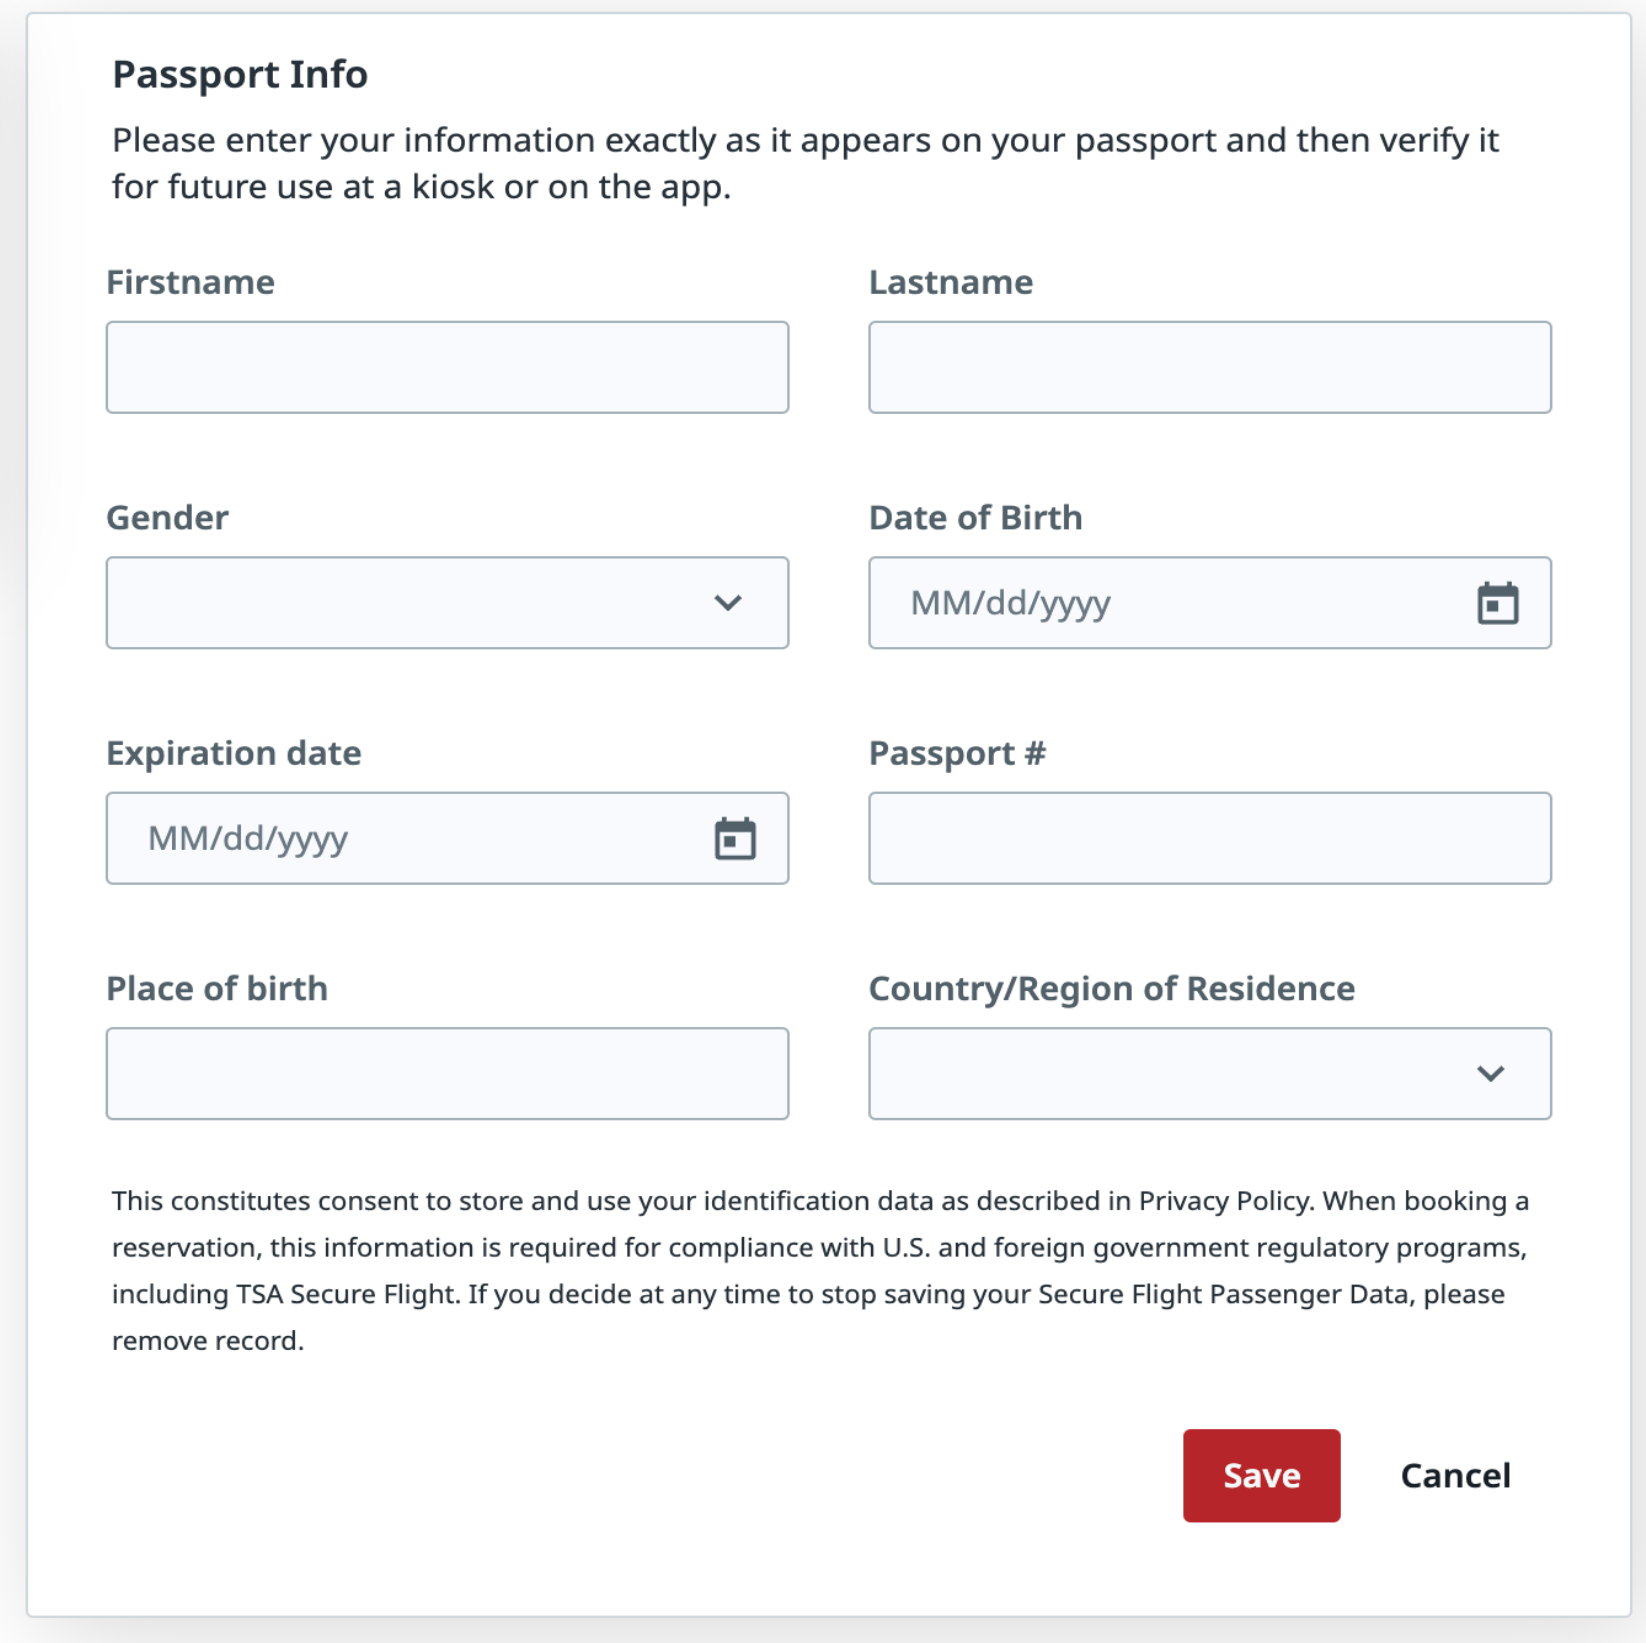 Passport Info
Please enter your information exactly as it appears on your passport and then verify it
for future use at a kiosk or on the app.
Firstname
Lastname
Gender
Date of Birth
MM/dd/yyyy
Expiration date
Passport #
MM/dd/yyyy
Place of birth
Country/Region of Residence
This constitutes consent to store and use your identification data as described in Privacy Policy. When booking a
reservation, this information is required for compliance with U.S. and foreign government regulatory programs,
including TSA Secure Flight. If you decide at any time to stop saving your Secure Flight Passenger Data, please
remove record.
Save
Cancel